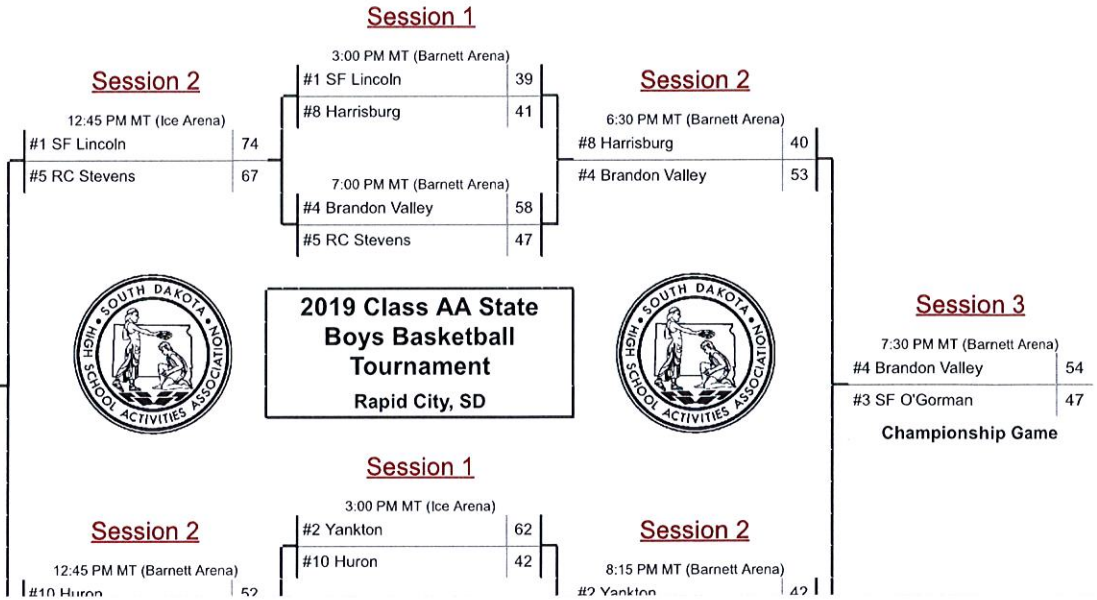 Session 1
3:00 PM MT (Barnett Arena)
#1 SF Lincoln 39
#8 Harrisburg 41
Session 2
12:45 PM MT (Ice Arena)
#1 SF Lincoln 74
#5 RC Stevens 67
Session 2
6:30 PM MT (Barnett Arena)
#8 Harrisburg 40
#4 Brandon Valley 53
7:00 PM MT (Barnett Arena)
#4 Brandon Valley 58
#5 RC Stevens 47
SOUTH DAKOTA
HIGH SCHOOL ACTIVITIES ASSOCIATION
2019 Class AA State
Boys Basketball
Tournament
Rapid City, SD
SOUTH DAKOTA
HIGH SCHOOL ACTIVITIES ASSOCIATION
Session 3
7:30 PM MT (Barnett Arena)
#4 Brandon Valley 54
#3 SF O'Gorman 47
Championship Game
Session 1
3:00 PM MT (Ice Arena)
#2 Yankton 62
#10 Huron 42
Session 2
12:45 PM MT (Barnett Arena)
#10 Huron 52
Session 2
8:15 PM MT (Barnett Arena)
#2 Yankton 42